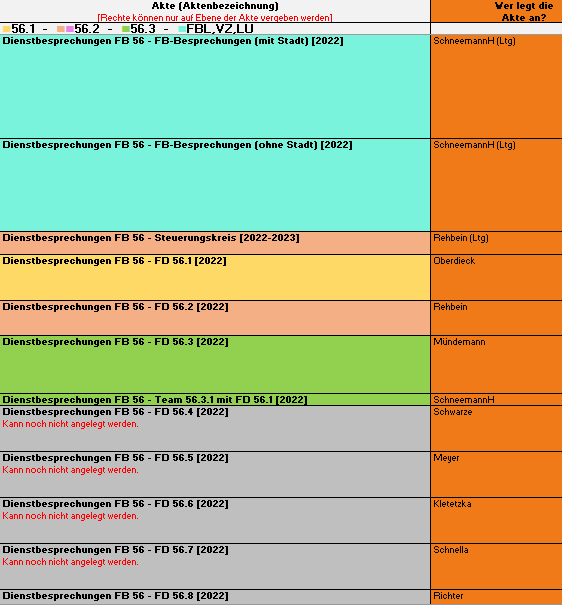 Akte (Aktenbezeichnung)
[Rechte können nur auf Ebene der Akte vergeben werden]
Wer legt die
Akte an?
56.1 - 56.2 - 56.3 - FBL,VZ,LU
Dienstbesprechungen FB 56 - FB-Besprechungen (mit Stadt) [2022]
SchneemannH (Ltg)
Dienstbesprechungen FB 56 - FB-Besprechungen (ohne Stadt) [2022]
SchneemannH (Ltg)
Dienstbesprechungen FB 56 - Steuerungskreis [2022-2023]
Rehbein (Ltg)
Dienstbesprechungen FB 56 - FD 56.1 [2022]
Oberdieck
Dienstbesprechungen FB 56 - FD 56.2 [2022]
Rehbein
Dienstbesprechungen FB 56 - FD 56.3 [2022]
Mündemann
Dienstbesprechungen FB 56 - Team 56.3.1 mit FD 56.1 [2022]
SchneemannH
Dienstbesprechungen FB 56 - FD 56.4 [2022]
Kann noch nicht angelegt werden.
Schwarze
Dienstbesprechungen FB 56 - FD 56.5 [2022]
Kann noch nicht angelegt werden.
Meyer
Dienstbesprechungen FB 56 - FD 56.6 [2022]
Kann noch nicht angelegt werden.
Kletetzka
Dienstbesprechungen FB 56 - FD 56.7 [2022]
Kann noch nicht angelegt werden.
Schnella
Dienstbesprechungen FB 56 - FD 56.8 [2022]
Richter